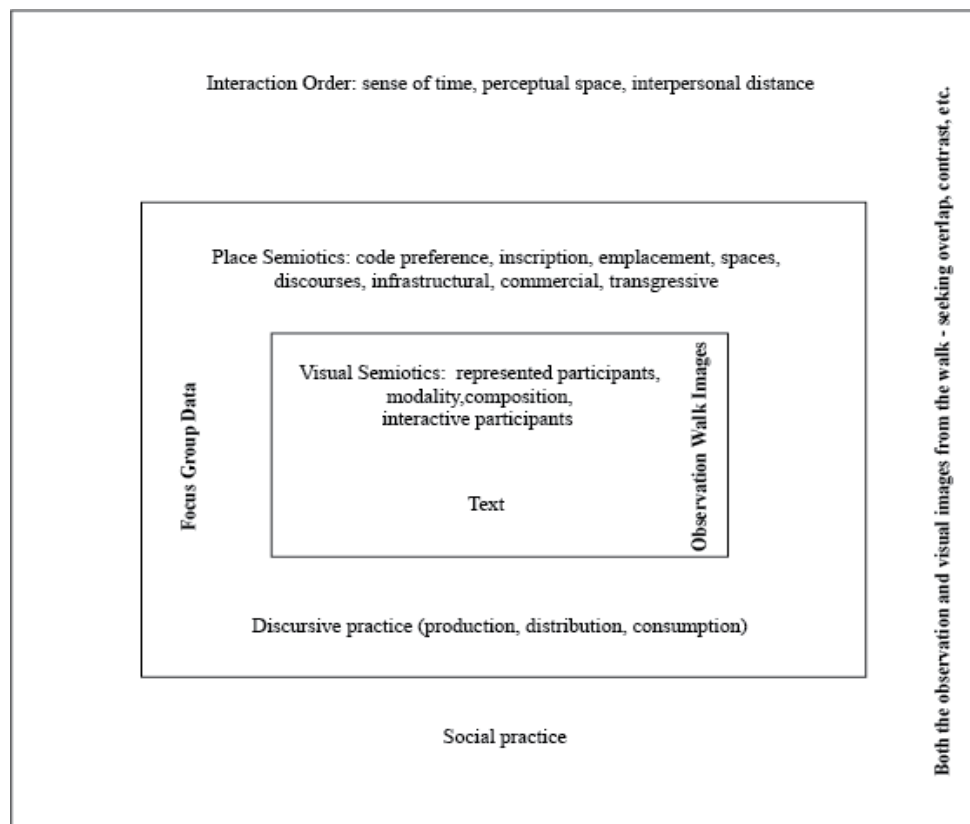 Interaction Order: sense of time, perceptual space, interpersonal distance
Place Semiotics: code preference, inscription, emplacement, spaces,
discourses, infrastructural, commercial, transgressive
Visual Semiotics: represented participants,
modality,composition,
interactive participants
Text
Observation Walk Images
Focus Group Data
Discursive practice (production, distribution, consumption)
Social practice
Both the observation and visual images from the walk - seeking overlap, contrast, etc.